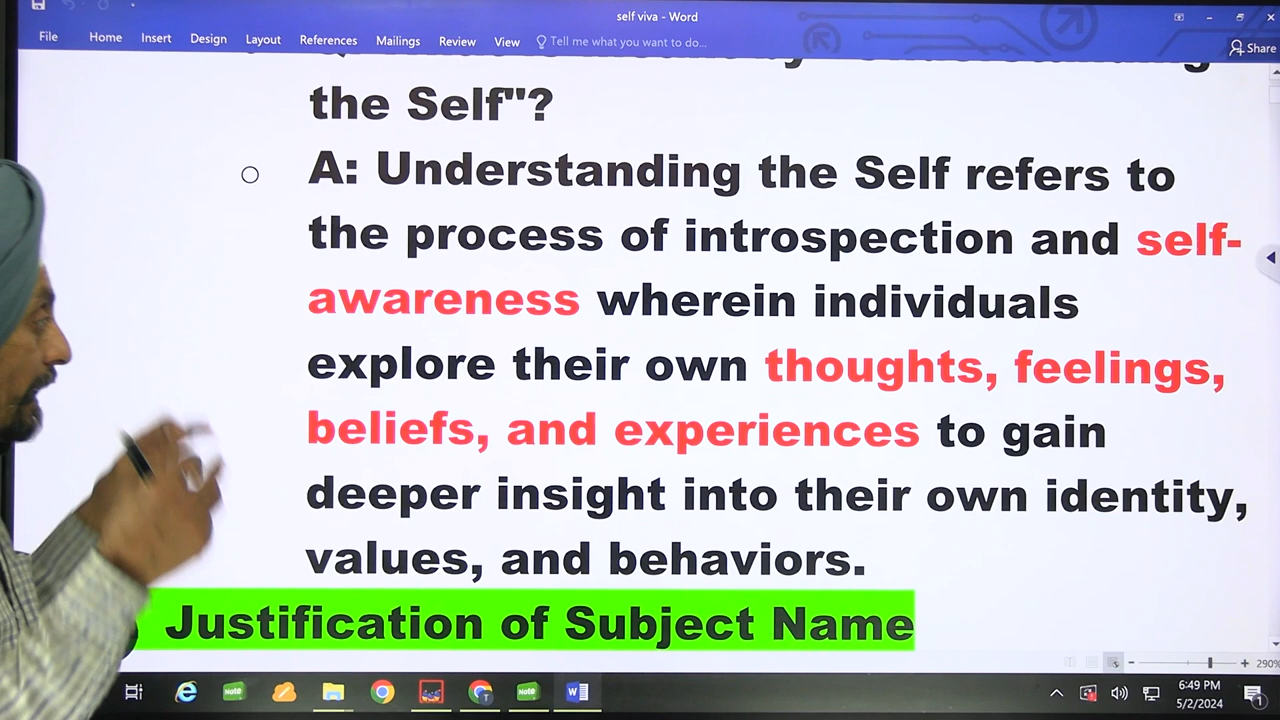 self viva - Word
File Home Insert Design Layout References Mailings Review View Tell me what you want to do... Share
the Self"?
A: Understanding the Self refers to
the process of introspection and self-
awareness wherein individuals
explore their own thoughts, feelings,
beliefs, and experiences to gain
deeper insight into their own identity,
values, and behaviors.
Justification of Subject Name
290%
Note Note
6:49 PM
5/2/2024